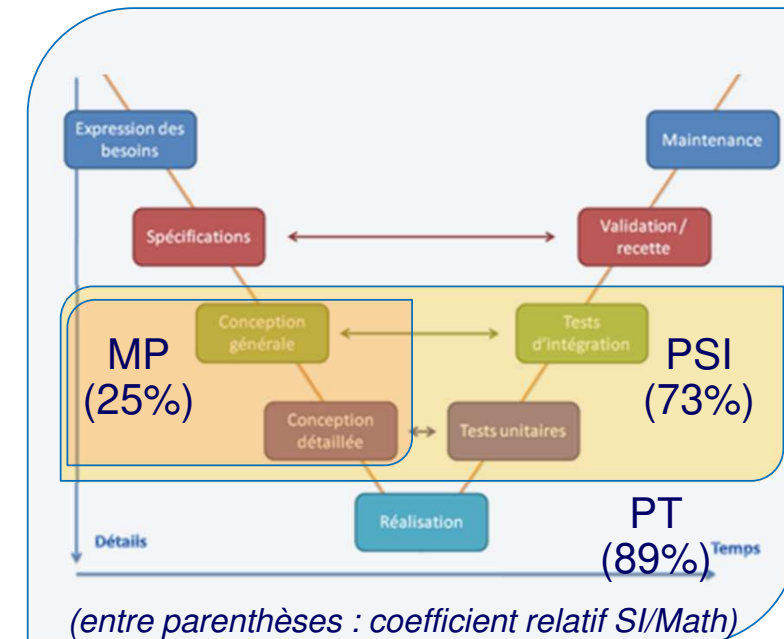 Expression des
besoins
Maintenance
Spécifications
Validation /
recette
Conception
générale
Tests
d'intégration
MP
(25%)
PSI
(73%)
Conception
détaillée
Tests unitaires
Réalisation
PT
(89%)
Détails
Temps
(entre parenthèses : coefficient relatif SI/Math)